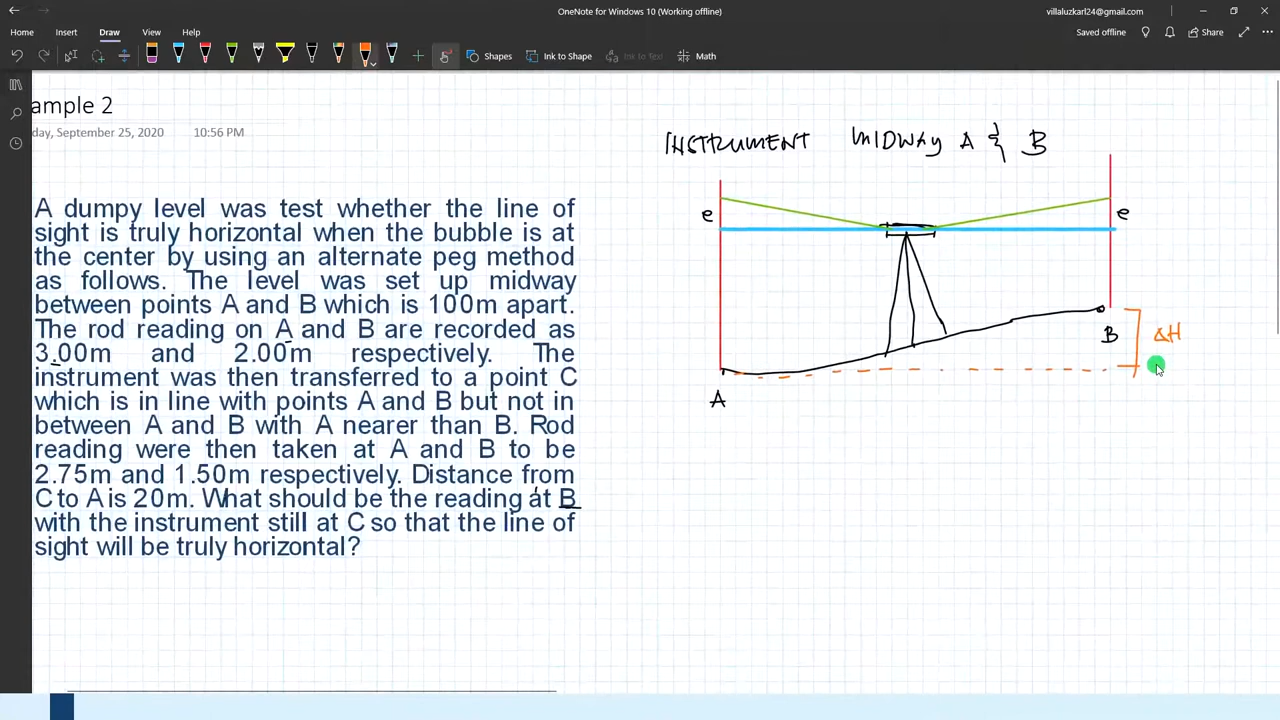 OneNote for Windows 10 (Working offline)
villaluzkarl24@gmail.com
Home Insert Draw View Help
Saved offline
Share
Shapes
Ink to Shape
Ink to Text
Math
ample 2
day, September 25, 2020 10:56 PM
A dumpy level was test whether the line of
sight is truly horizontal when the bubble is at
the center by using an alternate peg method
as follows. The level was set up midway
between points A and B which is 100m apart.
The rod reading on A and B are recorded as
3.00m and 2.00m respectively. The
instrument was then transferred to a point C
which is in line with points A and B but not in
between A and B with A nearer than B. Rod
reading were then taken at A and B to be
2.75m and 1.50m respectively. Distance from
C to A is 20m. What should be the reading at B
with the instrument still at C so that the line of
sight will be truly horizontal?
INSTRUMENT MIDWAY A & B
e
e
B
ΔH
A